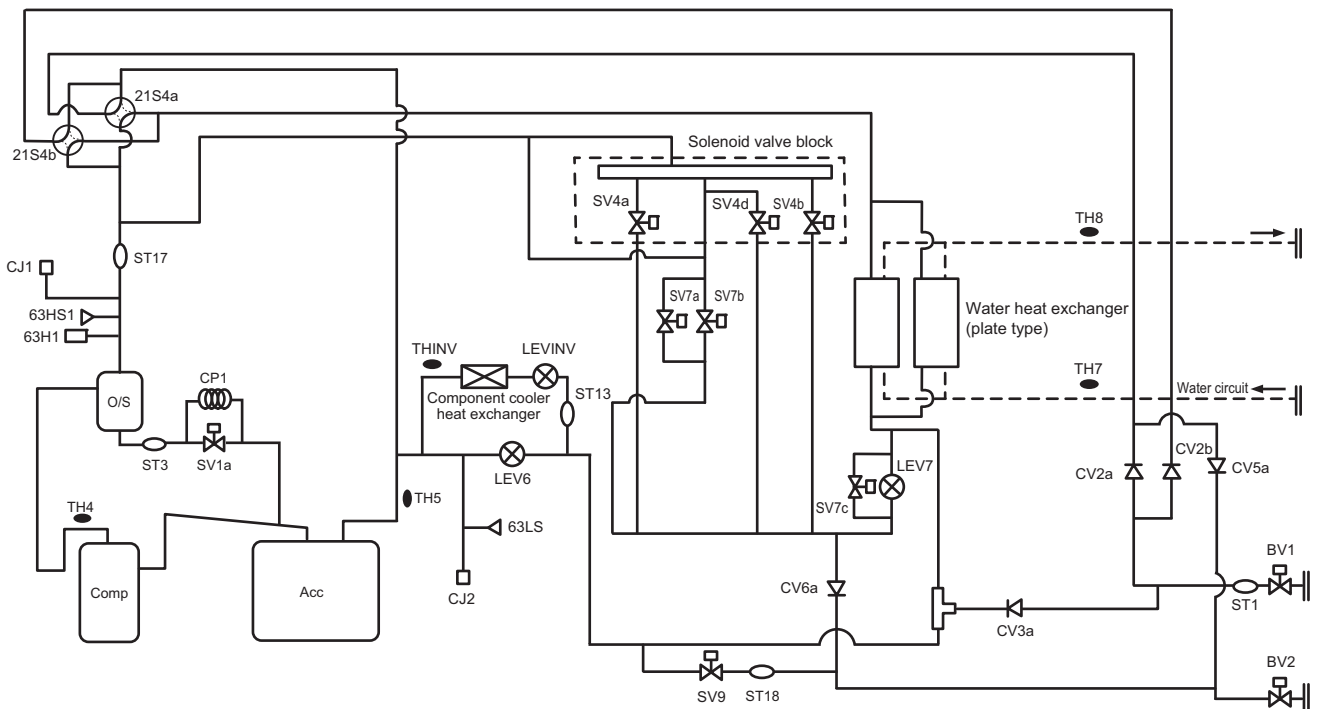 21S4a
21S4b
Solenoid valve block
SV4a
SV4d
SV4b
TH8
ST17
CJ1
63HS1
63H1
SV7a
SV7b
Water heat exchanger
(plate type)
THINV
LEVINV
CP1
O/S
Component cooler
heat exchanger
ST13
TH7
Water circuit
ST3
SV1a
LEV6
LEV7
SV7c
CV2a
CV2b
CV5a
TH4
TH5
63LS
Comp
Acc
CJ2
CV6a
CV3a
BV1
ST1
SV9
ST18
BV2